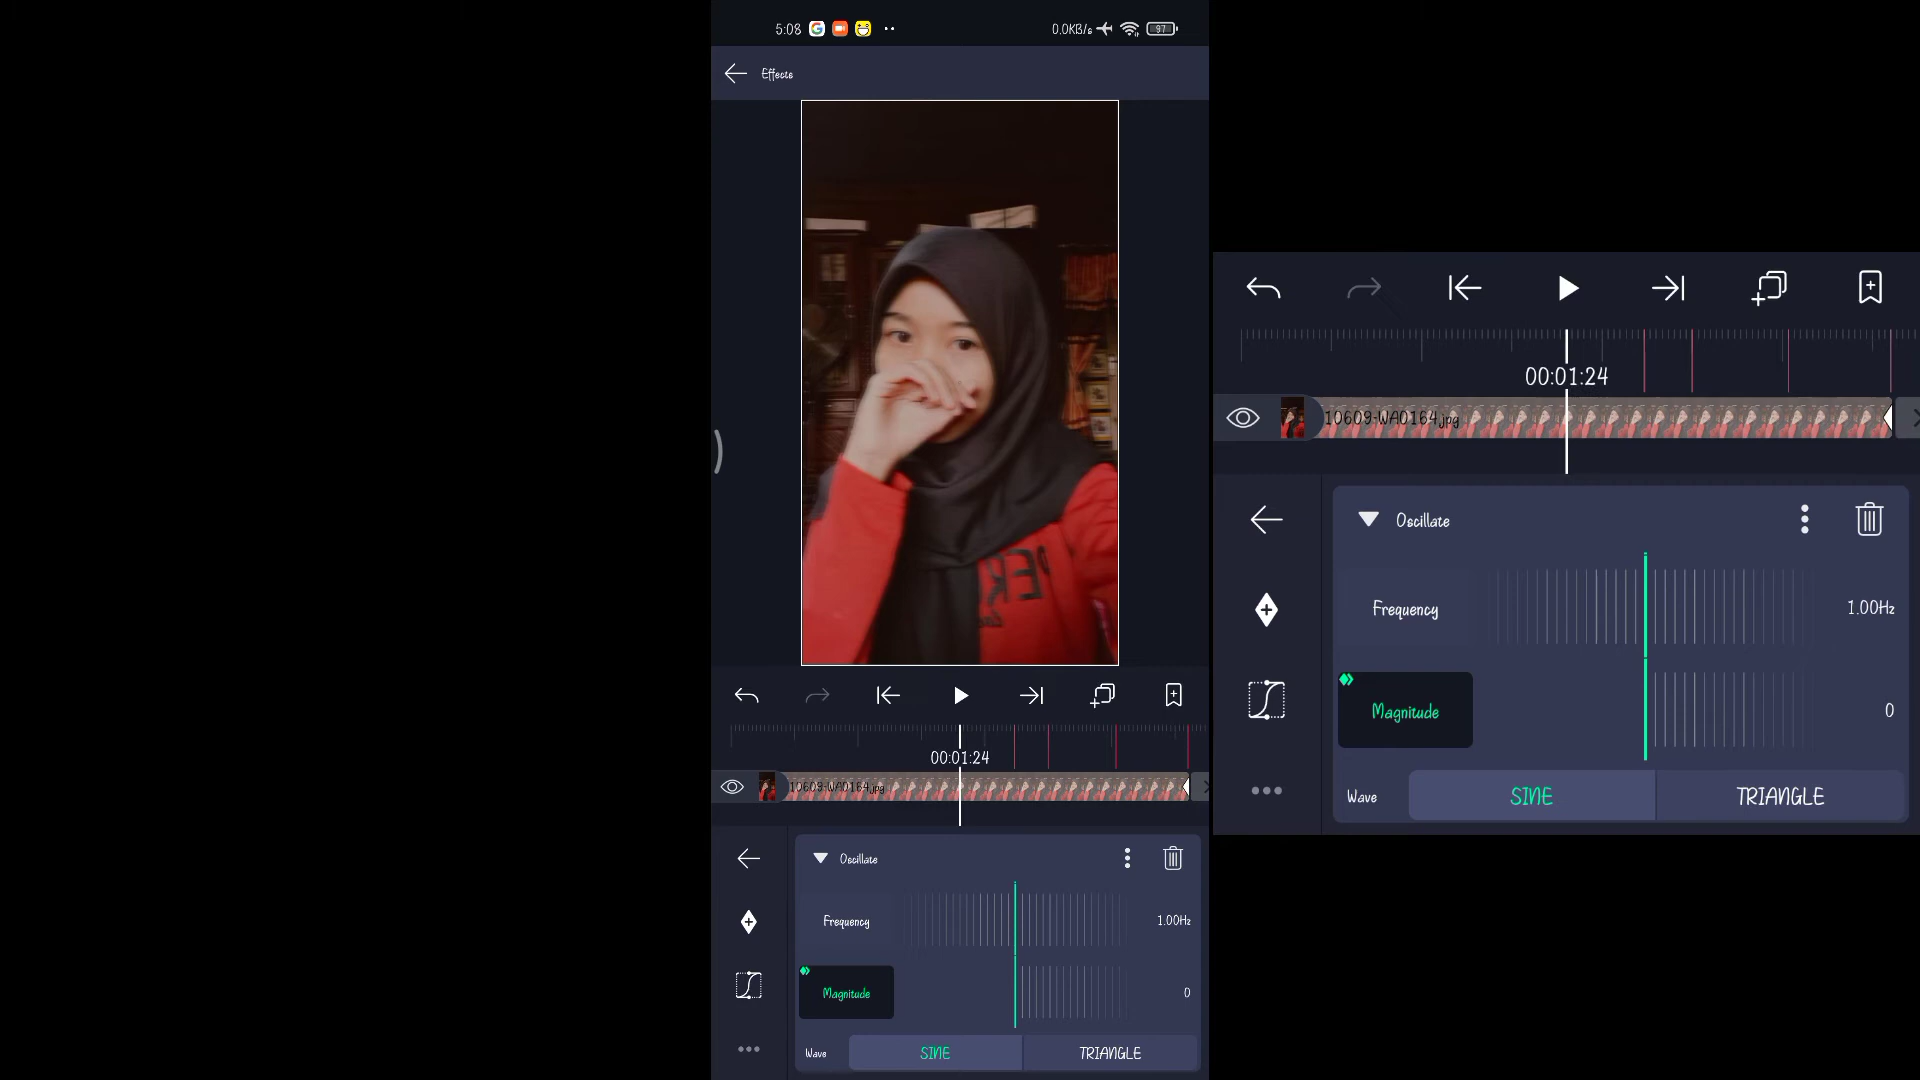 5:08
0.0KB/s
97
Effects
00:01:24
10609-WA0164.jpg
Oscillate
Frequency
1.00Hz
Magnitude
0
Wave
SINE
TRIANGLE
00:01:24
10609-WA0164.jpg
Oscillate
Frequency
1.00Hz
Magnitude
0
Wave
SINE
TRIANGLE